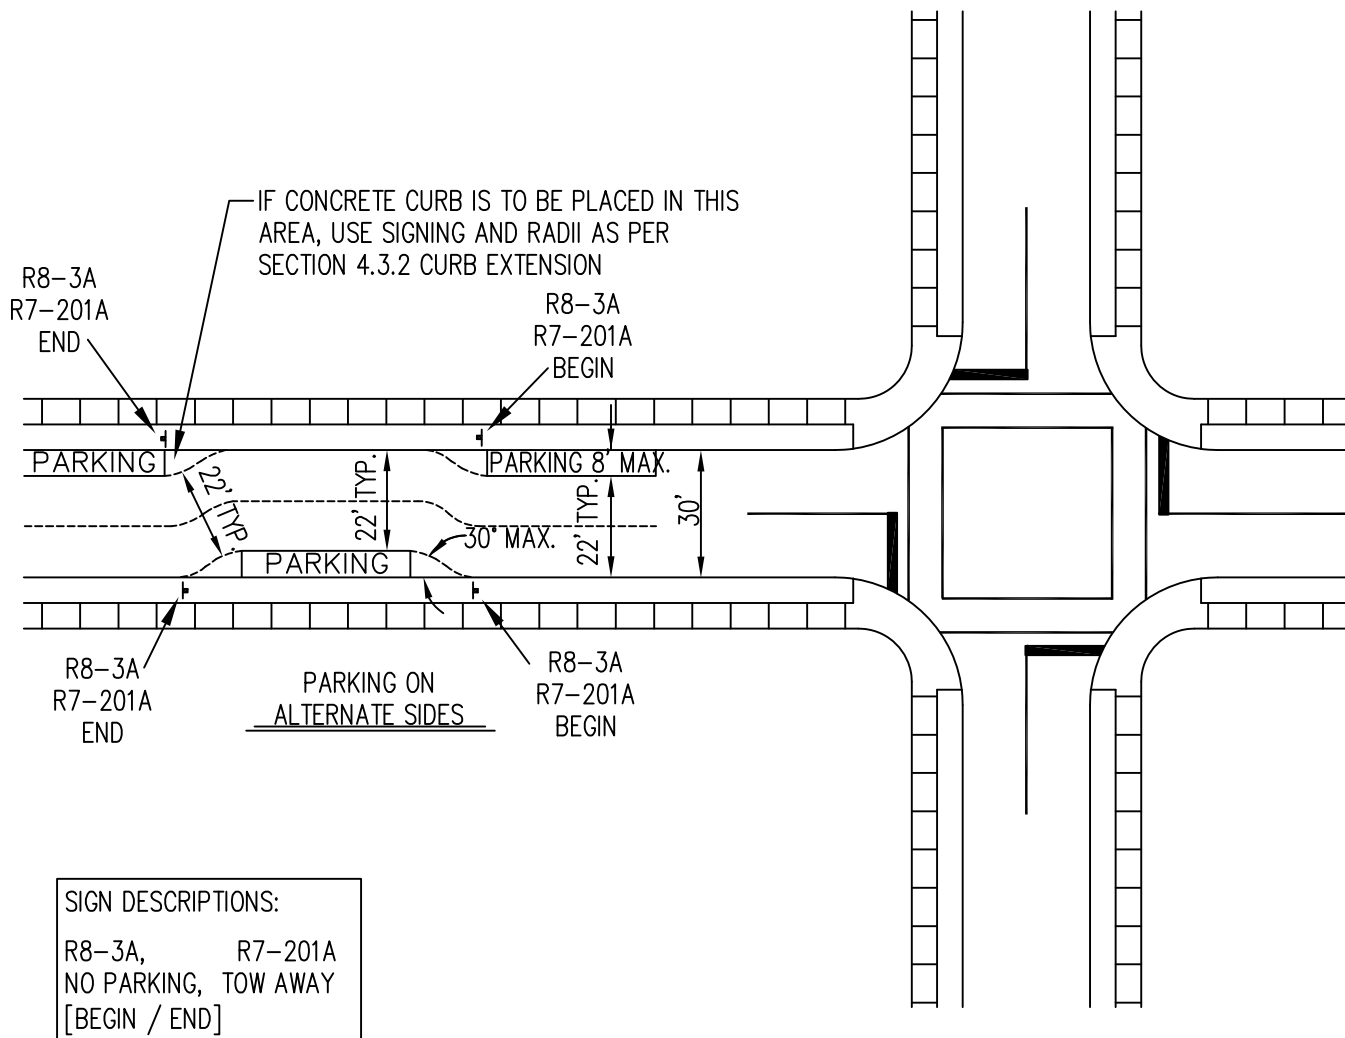 IF CONCRETE CURB IS TO BE PLACED IN THIS
AREA, USE SIGNING AND RADII AS PER
SECTION 4.3.2 CURB EXTENSION
R8-3A
R7-201A
END
R8-3A
R7-201A
BEGIN
PARKING
PARKING 8' MAX.
22' TYP.
22' TYP.
22' TYP.
30'
30° MAX.
PARKING
R8-3A
R7-201A
END
PARKING ON
ALTERNATE SIDES
R8-3A
R7-201A
BEGIN
SIGN DESCRIPTIONS:
R8-3A, R7-201A
NO PARKING, TOW AWAY
[BEGIN / END]